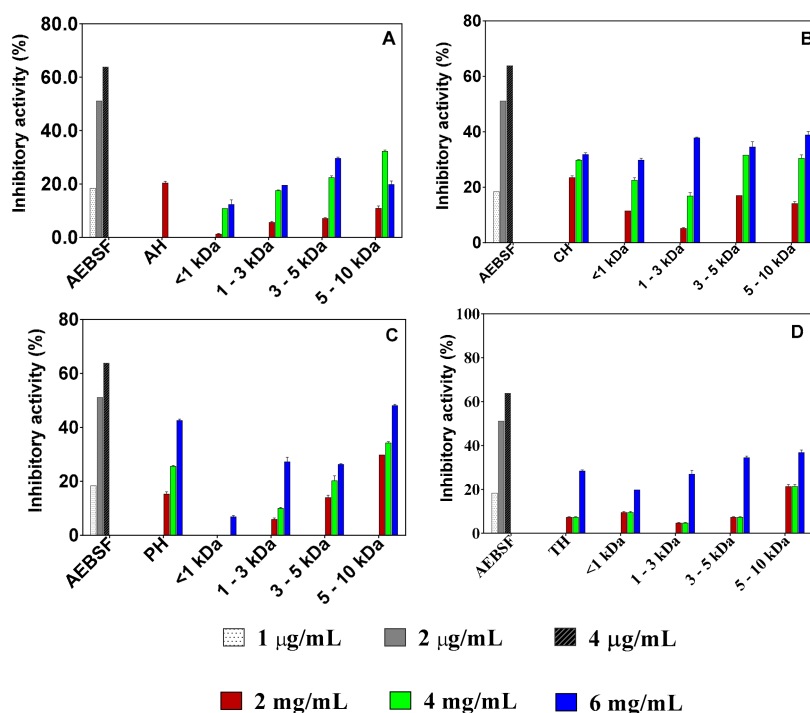 A
Inhibitory activity (%)
80.0
60.0
40.0
20.0
0.0
AEBSF
AH
<1 kDa
1 - 3 kDa
3 - 5 kDa
5 - 10 kDa
B
Inhibitory activity (%)
80
60
40
20
0
AEBSF
CH
<1 kDa
1 - 3 kDa
3 - 5 kDa
5 - 10 kDa
C
Inhibitory activity (%)
80
60
40
20
0
AEBSF
PH
<1 kDa
1 - 3 kDa
3 - 5 kDa
5 - 10 kDa
D
Inhibitory activity (%)
100
80
60
40
20
0
AEBSF
TH
<1 kDa
1 - 3 kDa
3 - 5 kDa
5 - 10 kDa
1 μg/mL 2 μg/mL 4 μg/mL
2 mg/mL 4 mg/mL 6 mg/mL